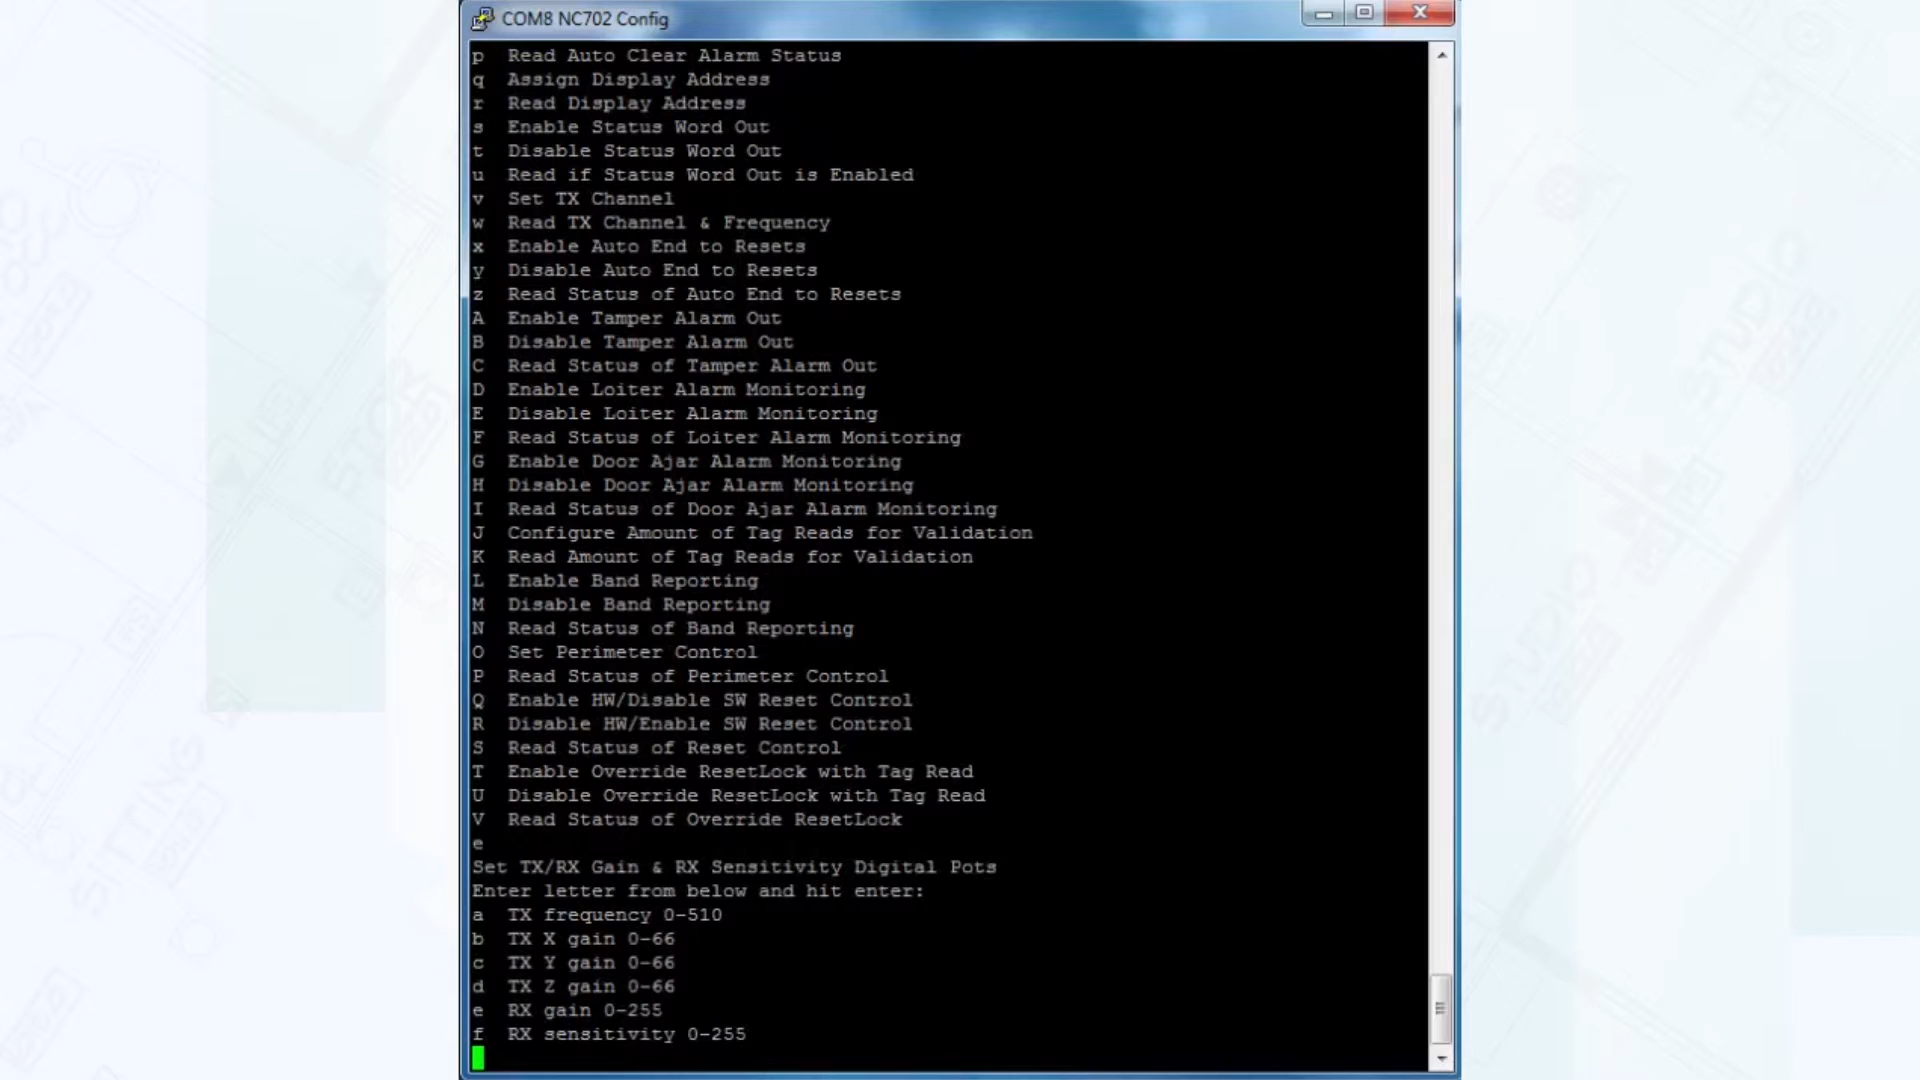 COM8 NC702 Config
p Read Auto Clear Alarm Status
q Assign Display Address
r Read Display Address
s Enable Status Word Out
t Disable Status Word Out
u Read if Status Word Out is Enabled
v Set TX Channel
w Read TX Channel & Frequency
x Enable Auto End to Resets
y Disable Auto End to Resets
z Read Status of Auto End to Resets
A Enable Tamper Alarm Out
B Disable Tamper Alarm Out
C Read Status of Tamper Alarm Out
D Enable Loiter Alarm Monitoring
E Disable Loiter Alarm Monitoring
F Read Status of Loiter Alarm Monitoring
G Enable Door Ajar Alarm Monitoring
H Disable Door Ajar Alarm Monitoring
I Read Status of Door Ajar Alarm Monitoring
J Configure Amount of Tag Reads for Validation
K Read Amount of Tag Reads for Validation
L Enable Band Reporting
M Disable Band Reporting
N Read Status of Band Reporting
O Set Perimeter Control
P Read Status of Perimeter Control
Q Enable HW/Disable SW Reset Control
R Disable HW/Enable SW Reset Control
S Read Status of Reset Control
T Enable Override ResetLock with Tag Read
U Disable Override ResetLock with Tag Read
V Read Status of Override ResetLock
e
Set TX/RX Gain & RX Sensitivity Digital Pots
Enter letter from below and hit enter:
a TX frequency 0-510
b TX X gain 0-66
c TX Y gain 0-66
d TX Z gain 0-66
e RX gain 0-255
f RX sensitivity 0-255
SITTING
STUDIO
STUDIO